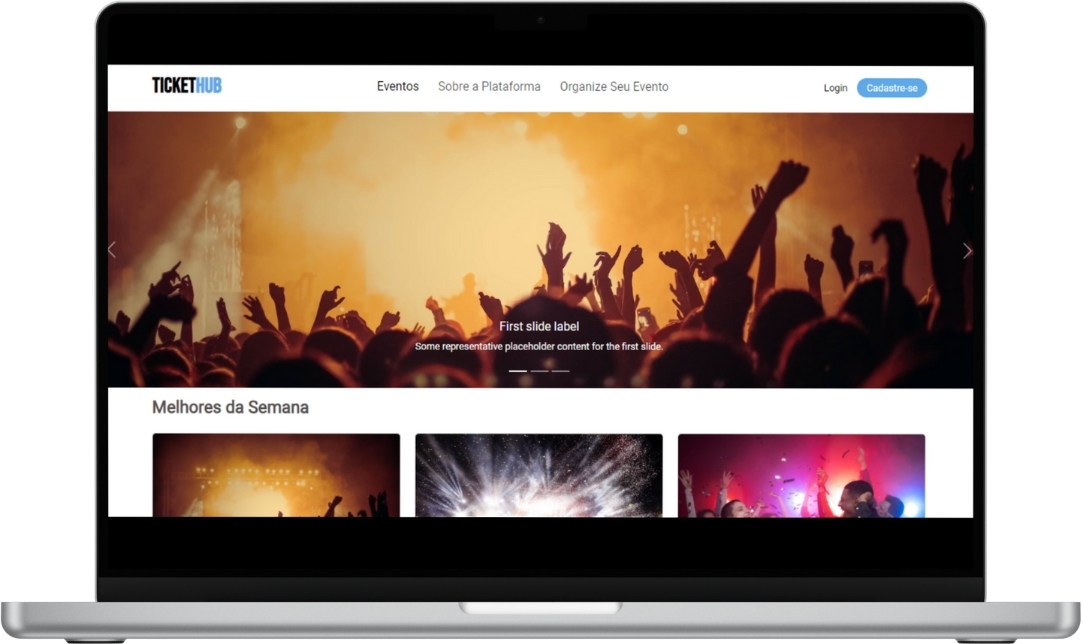 TICKETHUB
Eventos Sobre a Plataforma Organize Seu Evento
Login Cadastre-se
First slide label
Some representative placeholder content for the first slide.
Melhores da Semana